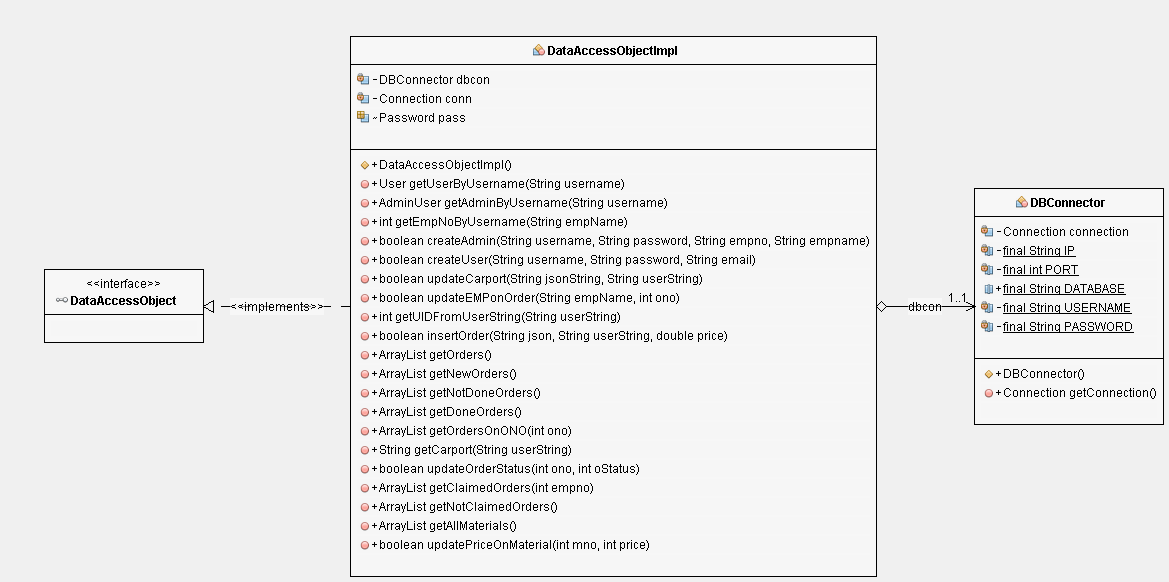 <<interface>>
DataAccessObject
<<implements>>
DataAccessObjectImpl
-DBConnector dbcon
-Connection conn
~Password pass
+DataAccessObjectImpl()
+User getUserByUsername(String username)
+AdminUser getAdminByUsername(String username)
+int getEmpNoByUsername(String empName)
+boolean createAdmin(String username, String password, String empno, String empname)
+boolean createUser(String username, String password, String email)
+boolean updateCarport(String jsonString, String userString)
+boolean updateEMPonOrder(String empName, int ono)
+int getUIDFromUserString(String userString)
+boolean insertOrder(String json, String userString, double price)
+ArrayList getOrders()
+ArrayList getNewOrders()
+ArrayList getNotDoneOrders()
+ArrayList getDoneOrders()
+ArrayList getOrdersOnONO(int ono)
+String getCarport(String userString)
+boolean updateOrderStatus(int ono, int oStatus)
+ArrayList getClaimedOrders(int empno)
+ArrayList getNotClaimedOrders()
+ArrayList getAllMaterials()
+boolean updatePriceOnMaterial(int mno, int price)
dbcon
1..1
DBConnector
-Connection connection
-final String IP
-final int PORT
+final String DATABASE
-final String USERNAME
-final String PASSWORD
+DBConnector()
+Connection getConnection()